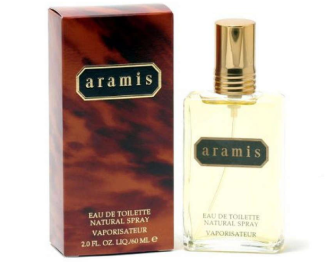 aramis
EAU DE TOILETTE
NATURAL SPRAY
VAPORISATEUR
2.0 FL. OZ. LIQ./60 ML ℮
aramis
EAU DE TOILETTE
NATURAL SPRAY
VAPORISATEUR